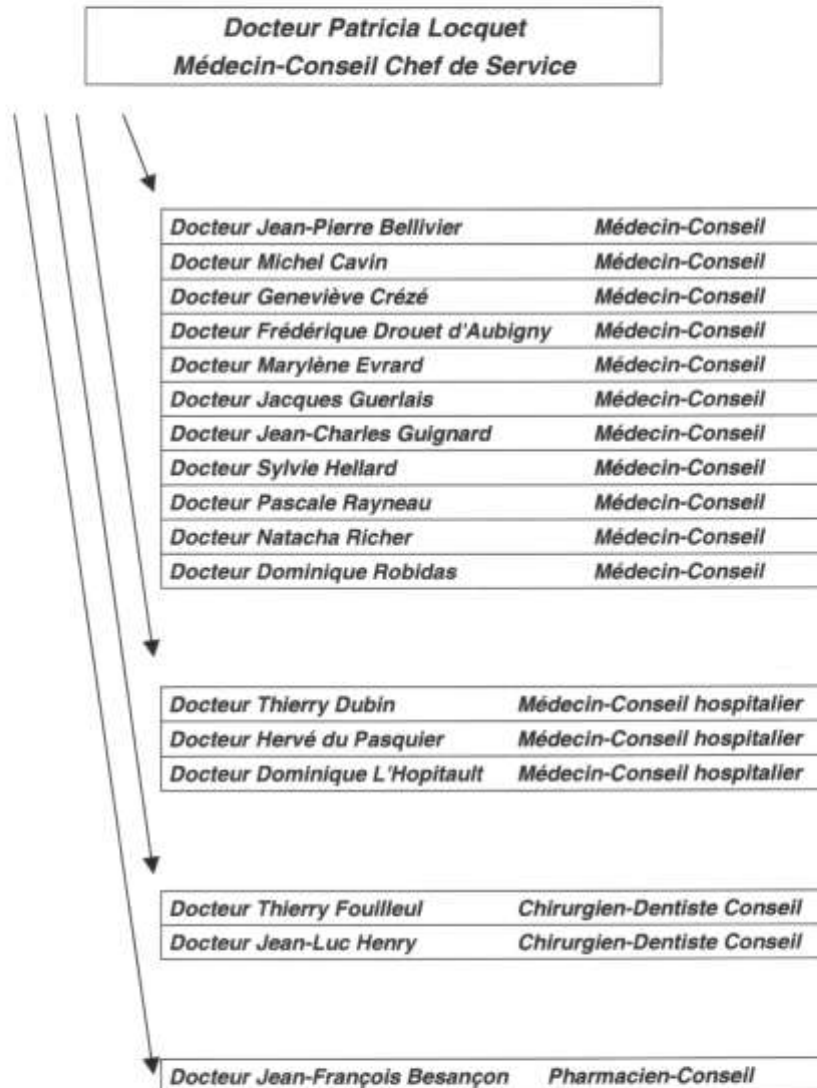 Docteur Patricia Locquet
Médecin-Conseil Chef de Service
Docteur Jean-Pierre Bellivier Médecin-Conseil
Docteur Michel Cavin Médecin-Conseil
Docteur Geneviève Crézé Médecin-Conseil
Docteur Frédérique Drouet d'Aubigny Médecin-Conseil
Docteur Marylène Evrard Médecin-Conseil
Docteur Jacques Guerlais Médecin-Conseil
Docteur Jean-Charles Guignard Médecin-Conseil
Docteur Sylvie Hellard Médecin-Conseil
Docteur Pascale Rayneau Médecin-Conseil
Docteur Natacha Richer Médecin-Conseil
Docteur Dominique Robidas Médecin-Conseil
Docteur Thierry Dubin Médecin-Conseil hospitalier
Docteur Hervé du Pasquier Médecin-Conseil hospitalier
Docteur Dominique L'Hopitault Médecin-Conseil hospitalier
Docteur Thierry Fouilleul Chirurgien-Dentiste Conseil
Docteur Jean-Luc Henry Chirurgien-Dentiste Conseil
Docteur Jean-François Besançon Pharmacien-Conseil